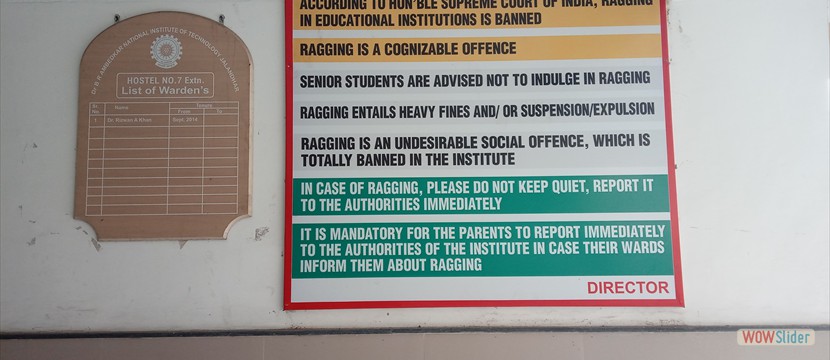 Dr B R AMBEDKAR NATIONAL INSTITUTE OF TECHNOLOGY JALANDHAR
HOSTEL NO.7 Extn.
List of Warden's
Sr. No. Name Tenure
From To
1 Dr. Rizwan A Khan Sept. 2014
ACCORDING TO HON'BLE SUPREME COURT OF INDIA, RAGGING
IN EDUCATIONAL INSTITUTIONS IS BANNED
RAGGING IS A COGNIZABLE OFFENCE
SENIOR STUDENTS ARE ADVISED NOT TO INDULGE IN RAGGING
RAGGING ENTAILS HEAVY FINES AND/ OR SUSPENSION/EXPULSION
RAGGING IS AN UNDESIRABLE SOCIAL OFFENCE, WHICH IS
TOTALLY BANNED IN THE INSTITUTE
IN CASE OF RAGGING, PLEASE DO NOT KEEP QUIET, REPORT IT
TO THE AUTHORITIES IMMEDIATELY
IT IS MANDATORY FOR THE PARENTS TO REPORT IMMEDIATELY
TO THE AUTHORITIES OF THE INSTITUTE IN CASE THEIR WARDS
INFORM THEM ABOUT RAGGING
DIRECTOR
WOWSlider